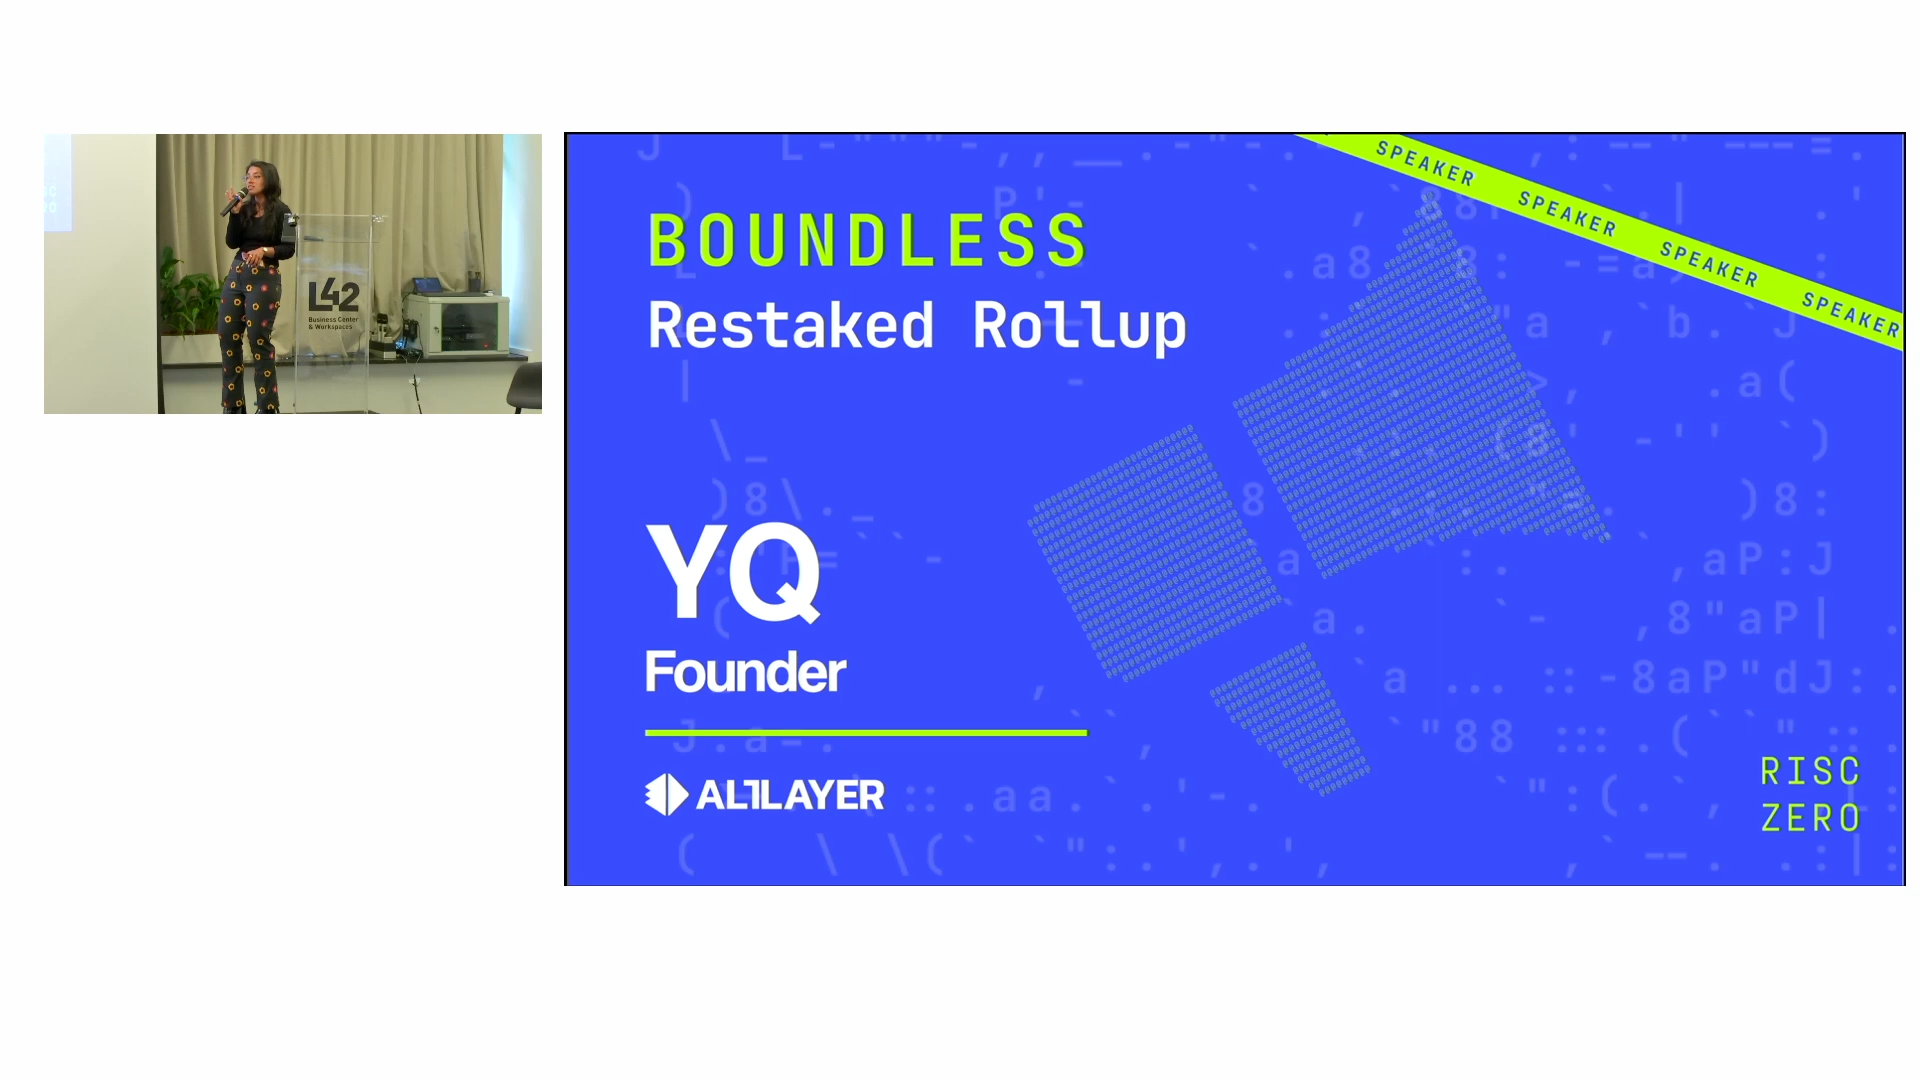 L42
Business Center
& Workspaces
SPEAKER SPEAKER SPEAKER SPEAKER
BOUNDLESS
Restaked Rollup
YQ
Founder
ALTLAYER
RISC
ZERO